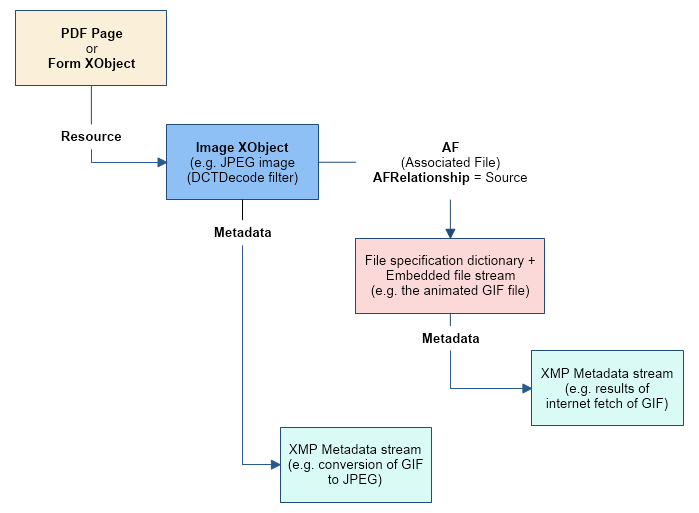 PDF Page
or
Form XObject
Resource
Image XObject
(e.g. JPEG image
(DCTDecode filter)
AF
(Associated File)
AFRelationship = Source
Metadata
File specification dictionary +
Embedded file stream
(e.g. the animated GIF file)
Metadata
XMP Metadata stream
(e.g. results of
internet fetch of GIF)
XMP Metadata stream
(e.g. conversion of GIF
to JPEG)